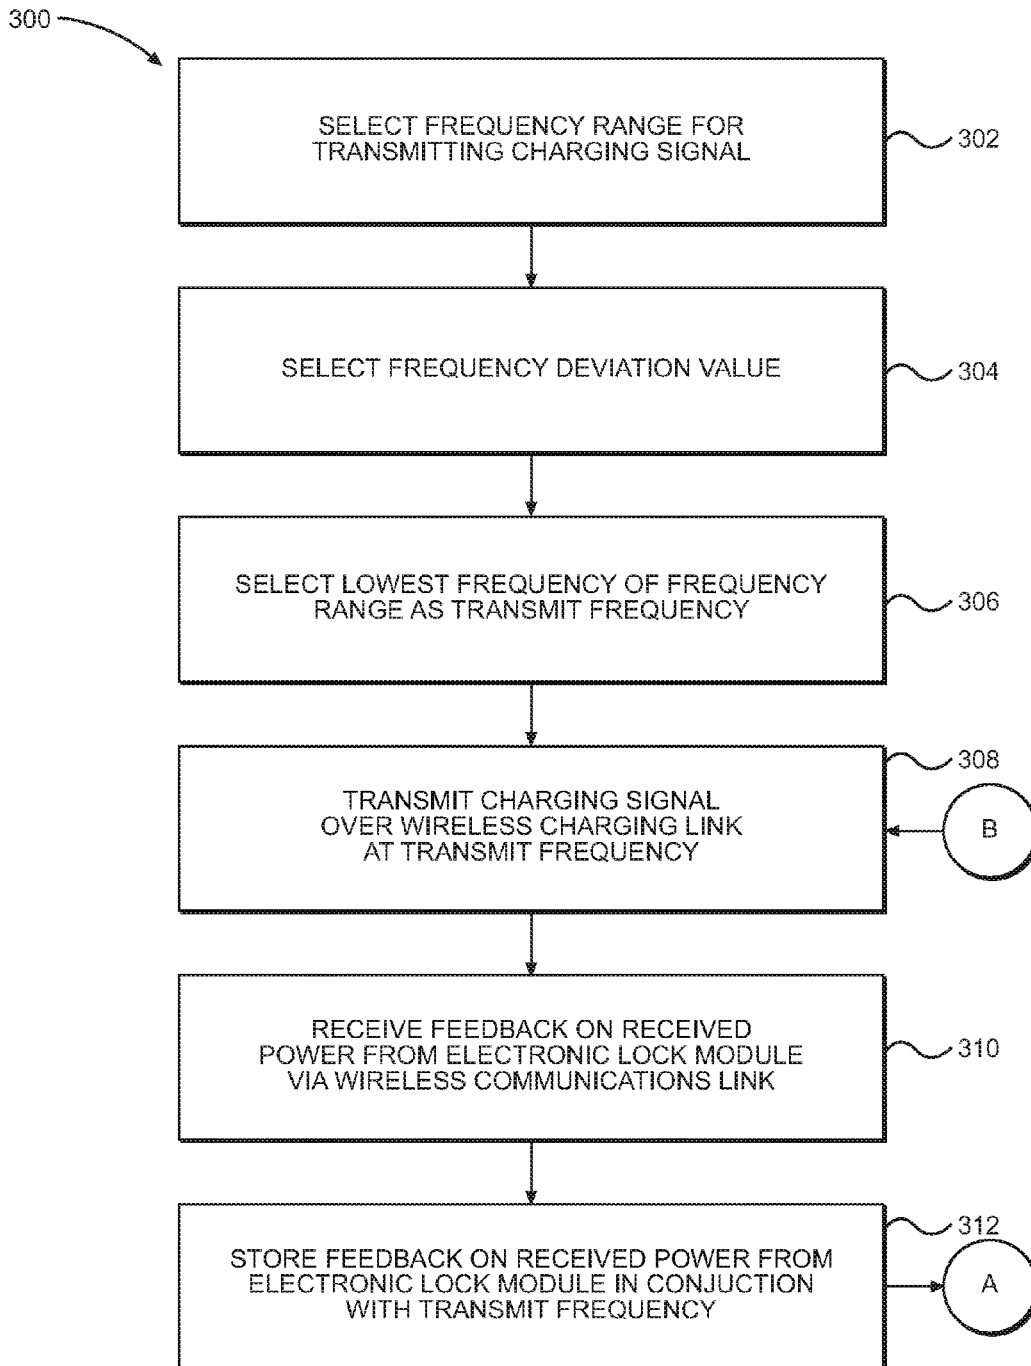 300
SELECT FREQUENCY RANGE FOR
TRANSMITTING CHARGING SIGNAL
302
SELECT FREQUENCY DEVIATION VALUE
304
SELECT LOWEST FREQUENCY OF FREQUENCY
RANGE AS TRANSMIT FREQUENCY
306
308
TRANSMIT CHARGING SIGNAL
OVER WIRELESS CHARGING LINK
AT TRANSMIT FREQUENCY
B
RECEIVE FEEDBACK ON RECEIVED
POWER FROM ELECTRONIC LOCK MODULE
VIA WIRELESS COMMUNICATIONS LINK
310
312
STORE FEEDBACK ON RECEIVED POWER FROM
ELECTRONIC LOCK MODULE IN CONJUCTION
WITH TRANSMIT FREQUENCY
A